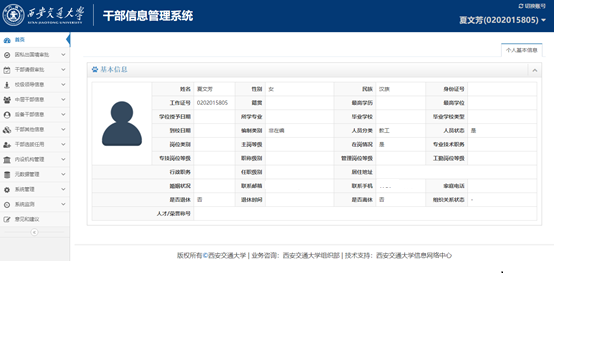 西安交通大学
XI'AN JIAOTONG UNIVERSITY
干部信息管理系统
切换账号
夏文芳(0202015805)
首页
因私出国境审批
干部请假审批
校级领导信息
中层干部信息
后备干部信息
干部其他信息
干部选拔任用
内设机构管理
元数据管理
系统管理
系统监测
意见和建议
个人基本信息
基本信息
姓名 夏文芳 性别 女 民族 汉族 身份证号
工作证号 0202015805 籍贯 最高学历 最高学位
学位授予日期 所学专业 毕业学校 毕业学校类型
到校日期 编制类别 非在编 人员分类 职工 人员状态 是
岗位类别 主岗等级 在岗情况 是 专业技术职务
专技岗位等级 职称级别 管理岗位等级 工勤岗位等级
行政职务 任职级别 居住地址
婚姻状况 联系邮箱 联系手机 家庭电话
是否退休 否 退休时间 是否离休 否 组织关系状态 -
人才/荣誉称号
版权所有©西安交通大学 | 业务咨询：西安交通大学组织部 | 技术支持：西安交通大学信息网络中心